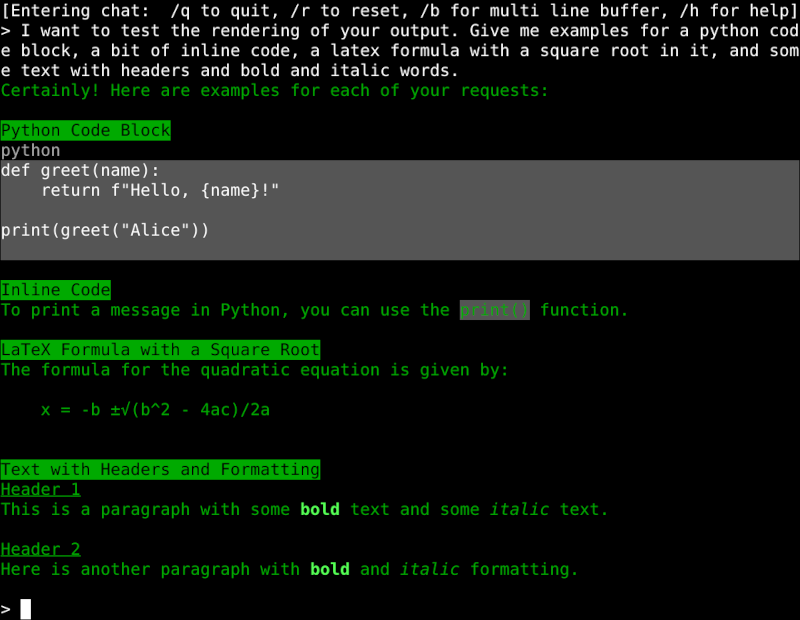 [Entering chat:  /q to quit, /r to reset, /b for multi line buffer, /h for help]
> I want to test the rendering of your output. Give me examples for a python cod
e block, a bit of inline code, a latex formula with a square root in it, and som
e text with headers and bold and italic words.
Certainly! Here are examples for each of your requests:
Python Code Block
python
def greet(name):
    return f"Hello, {name}!"
print(greet("Alice"))
Inline Code
To print a message in Python, you can use the print() function.
LaTeX Formula with a Square Root
The formula for the quadratic equation is given by:
    x = -b ±√(b^2 - 4ac)/2a
Text with Headers and Formatting
Header 1
This is a paragraph with some bold text and some italic text.
Header 2
Here is another paragraph with bold and italic formatting.
>